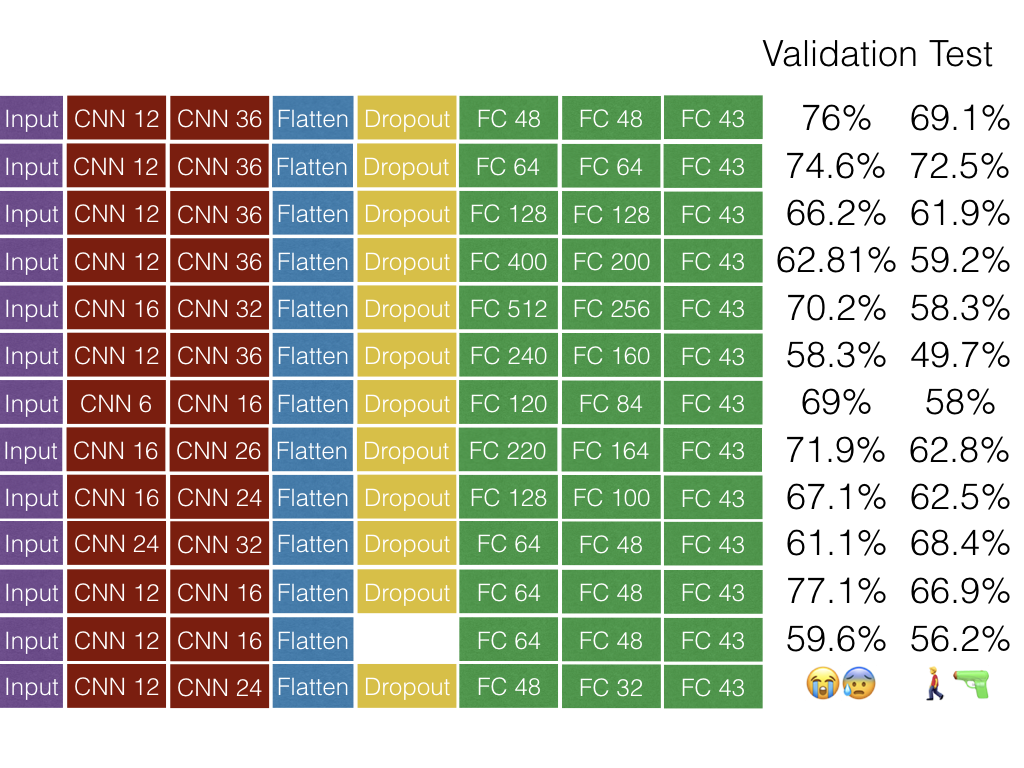 Validation Test
Input CNN 12 CNN 36 Flatten Dropout FC 48 FC 48 FC 43 76% 69.1%
Input CNN 12 CNN 36 Flatten Dropout FC 64 FC 64 FC 43 74.6% 72.5%
Input CNN 12 CNN 36 Flatten Dropout FC 128 FC 128 FC 43 66.2% 61.9%
Input CNN 12 CNN 36 Flatten Dropout FC 400 FC 200 FC 43 62.81% 59.2%
Input CNN 16 CNN 32 Flatten Dropout FC 512 FC 256 FC 43 70.2% 58.3%
Input CNN 12 CNN 36 Flatten Dropout FC 240 FC 160 FC 43 58.3% 49.7%
Input CNN 6 CNN 16 Flatten Dropout FC 120 FC 84 FC 43 69% 58%
Input CNN 16 CNN 26 Flatten Dropout FC 220 FC 164 FC 43 71.9% 62.8%
Input CNN 16 CNN 24 Flatten Dropout FC 128 FC 100 FC 43 67.1% 62.5%
Input CNN 24 CNN 32 Flatten Dropout FC 64 FC 48 FC 43 61.1% 68.4%
Input CNN 12 CNN 16 Flatten Dropout FC 64 FC 48 FC 43 77.1% 66.9%
Input CNN 12 CNN 16 Flatten FC 64 FC 48 FC 43 59.6% 56.2%
Input CNN 12 CNN 24 Flatten Dropout FC 48 FC 32 FC 43 😭😰 🚶🔫